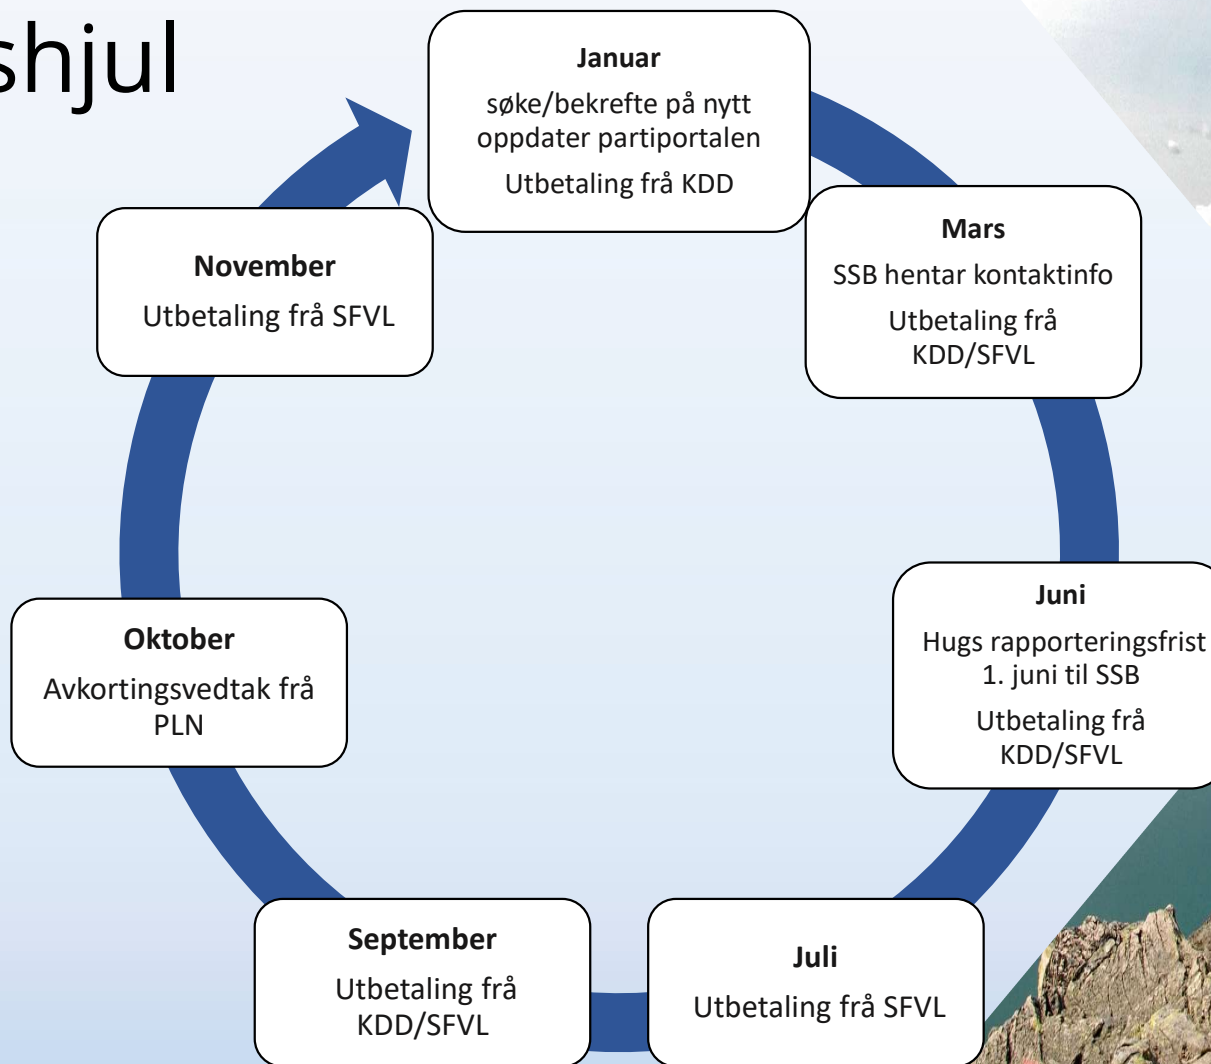 shjul
Januar
søke/bekrefte på nytt
oppdater partiportalen
Utbetaling frå KDD
Mars
SSB hentar kontaktinfo
Utbetaling frå
KDD/SFVL
Juni
Hugs rapporteringsfrist
1. juni til SSB
Utbetaling frå
KDD/SFVL
Juli
Utbetaling frå SFVL
September
Utbetaling frå
KDD/SFVL
Oktober
Avkortingsvedtak frå
PLN
November
Utbetaling frå SFVL